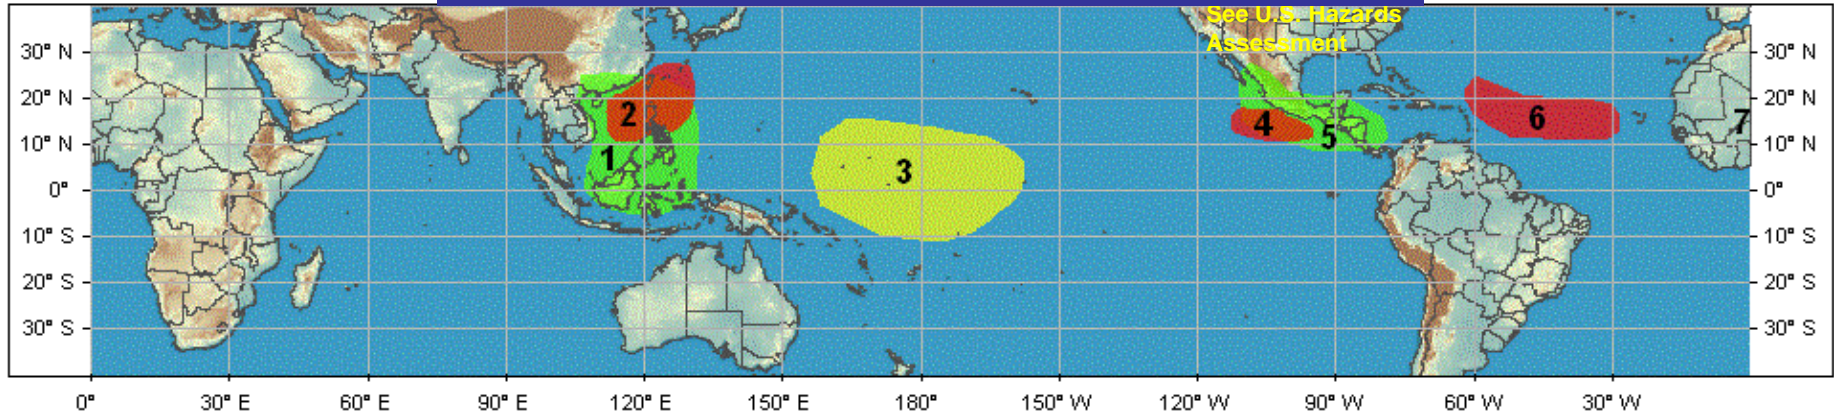 See U.S. Hazards
Assessment
30° N
30° N
20° N
20° N
10° N
10° N
0°
0°
10° S
10° S
20° S
20° S
30° S
30° S
2
1
3
4
5
6
7
0°
30° E
60° E
90° E
120° E
150° E
180°
150° W
120° W
90° W
60° W
30° W